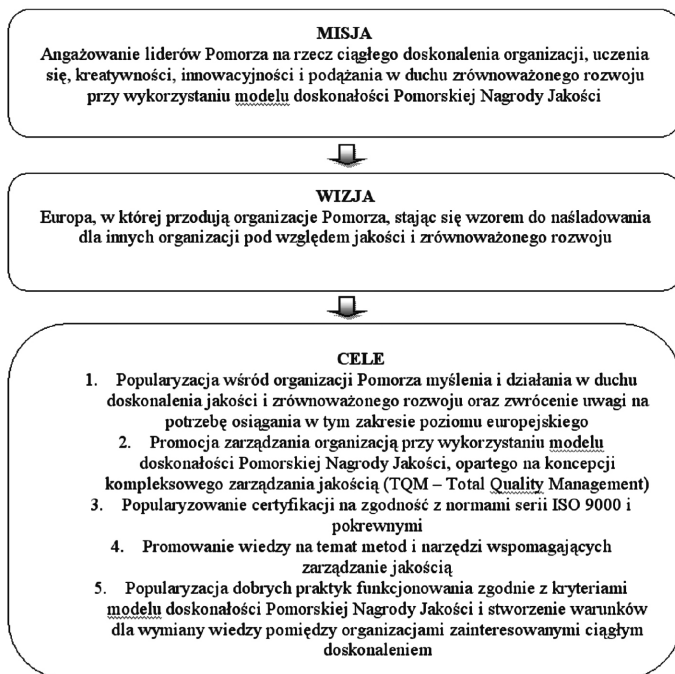 MISJA
Angażowanie liderów Pomorza na rzecz ciągłego doskonalenia organizacji, uczenia
się, kreatywności, innowacyjności i podążania w duchu zrównoważonego rozwoju
przy wykorzystaniu modelu doskonałości Pomorskiej Nagrody Jakości
WIZJA
Europa, w której przodują organizacje Pomorza, stając się wzorem do naśladowania
dla innych organizacji pod względem jakości i zrównoważonego rozwoju
CELE
1. Popularyzacja wśród organizacji Pomorza myślenia i działania w duchu
doskonalenia jakości i zrównoważonego rozwoju oraz zwrócenie uwagi na
potrzebę osiągania w tym zakresie poziomu europejskiego
2. Promocja zarządzania organizacją przy wykorzystaniu modelu
doskonałości Pomorskiej Nagrody Jakości, opartego na koncepcji
kompleksowego zarządzania jakością (TQM – Total Quality Management)
3. Popularyzowanie certyfikacji na zgodność z normami serii ISO 9000 i
pokrewnymi
4. Promowanie wiedzy na temat metod i narzędzi wspomagających
zarządzanie jakością
5. Popularyzacja dobrych praktyk funkcjonowania zgodnie z kryteriami
modelu doskonałości Pomorskiej Nagrody Jakości i stworzenie warunków
dla wymiany wiedzy pomiędzy organizacjami zainteresowanymi ciągłym
doskonaleniem